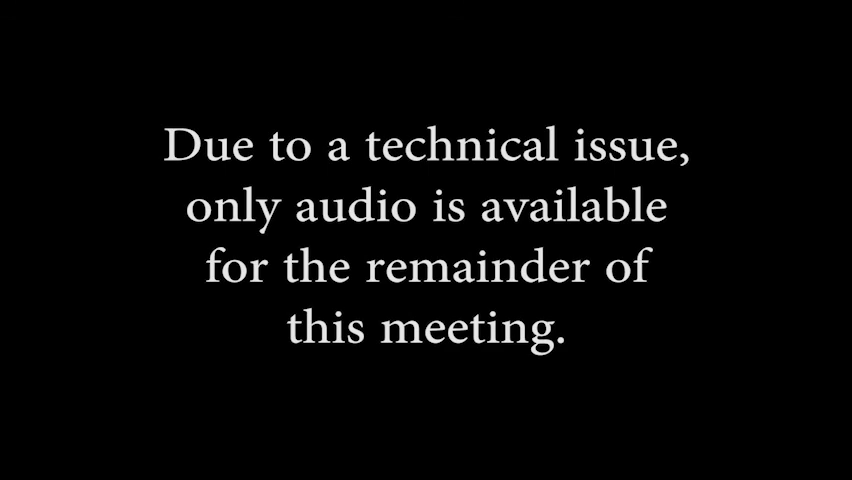 Due to a technical issue,
only audio is available
for the remainder of
this meeting.